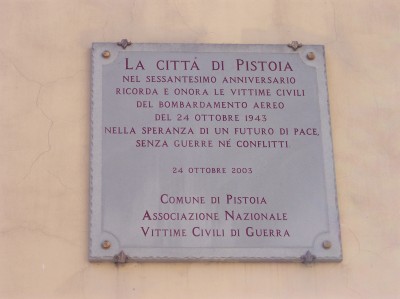 La città di Pistoia
nel sessantesimo anniversario
ricorda e onora le vittime civili
del bombardamento aereo
del 24 ottobre 1943
nella speranza di un futuro di pace,
senza guerre né conflitti
24 ottobre 2003
Comune di Pistoia
Associazione Nazionale
Vittime Civili di Guerra